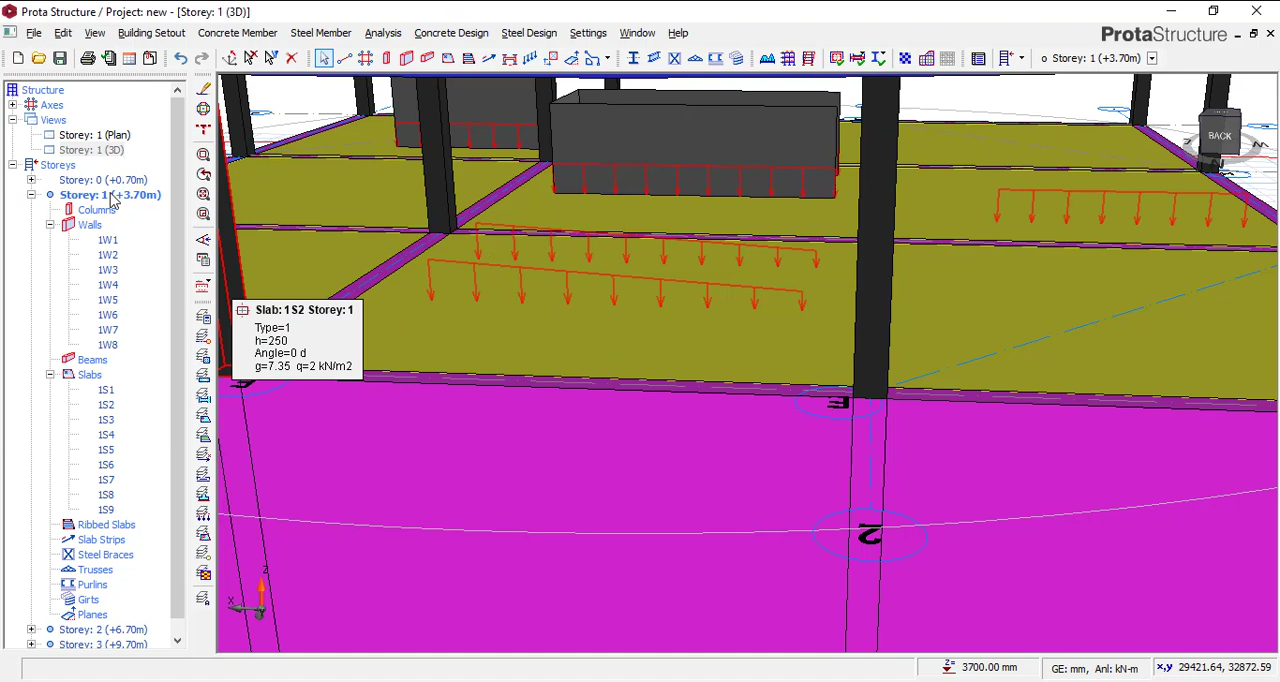 Prota Structure / Project: new - [Storey: 1 (3D)]
File Edit View Building Setout Concrete Member Steel Member Analysis Concrete Design Steel Design Settings Window Help
ProtaStructure
o Storey: 1 (+3.70m)
Structure
Axes
Views
Storey: 1 (Plan)
Storey: 1 (3D)
Storeys
Storey: 0 (+0.70m)
Storey: 1 (+3.70m)
Columns
Walls
1W1
1W2
1W3
1W4
1W5
1W6
1W7
1W8
Beams
Slabs
1S1
1S2
1S3
1S4
1S5
1S6
1S7
1S8
1S9
Ribbed Slabs
Slab Strips
Steel Braces
Trusses
Purlins
Girts
Planes
Storey: 2 (+6.70m)
Storey: 3 (+9.70m)
BACK
Slab: 1S2 Storey: 1
Type=1
h=250
Angle=0 d
g=7.35 q=2 kN/m2
E
2
Z
X
Z= 3700.00 mm
GE: mm, Anl: kN-m
x,y 29421.64, 32872.59